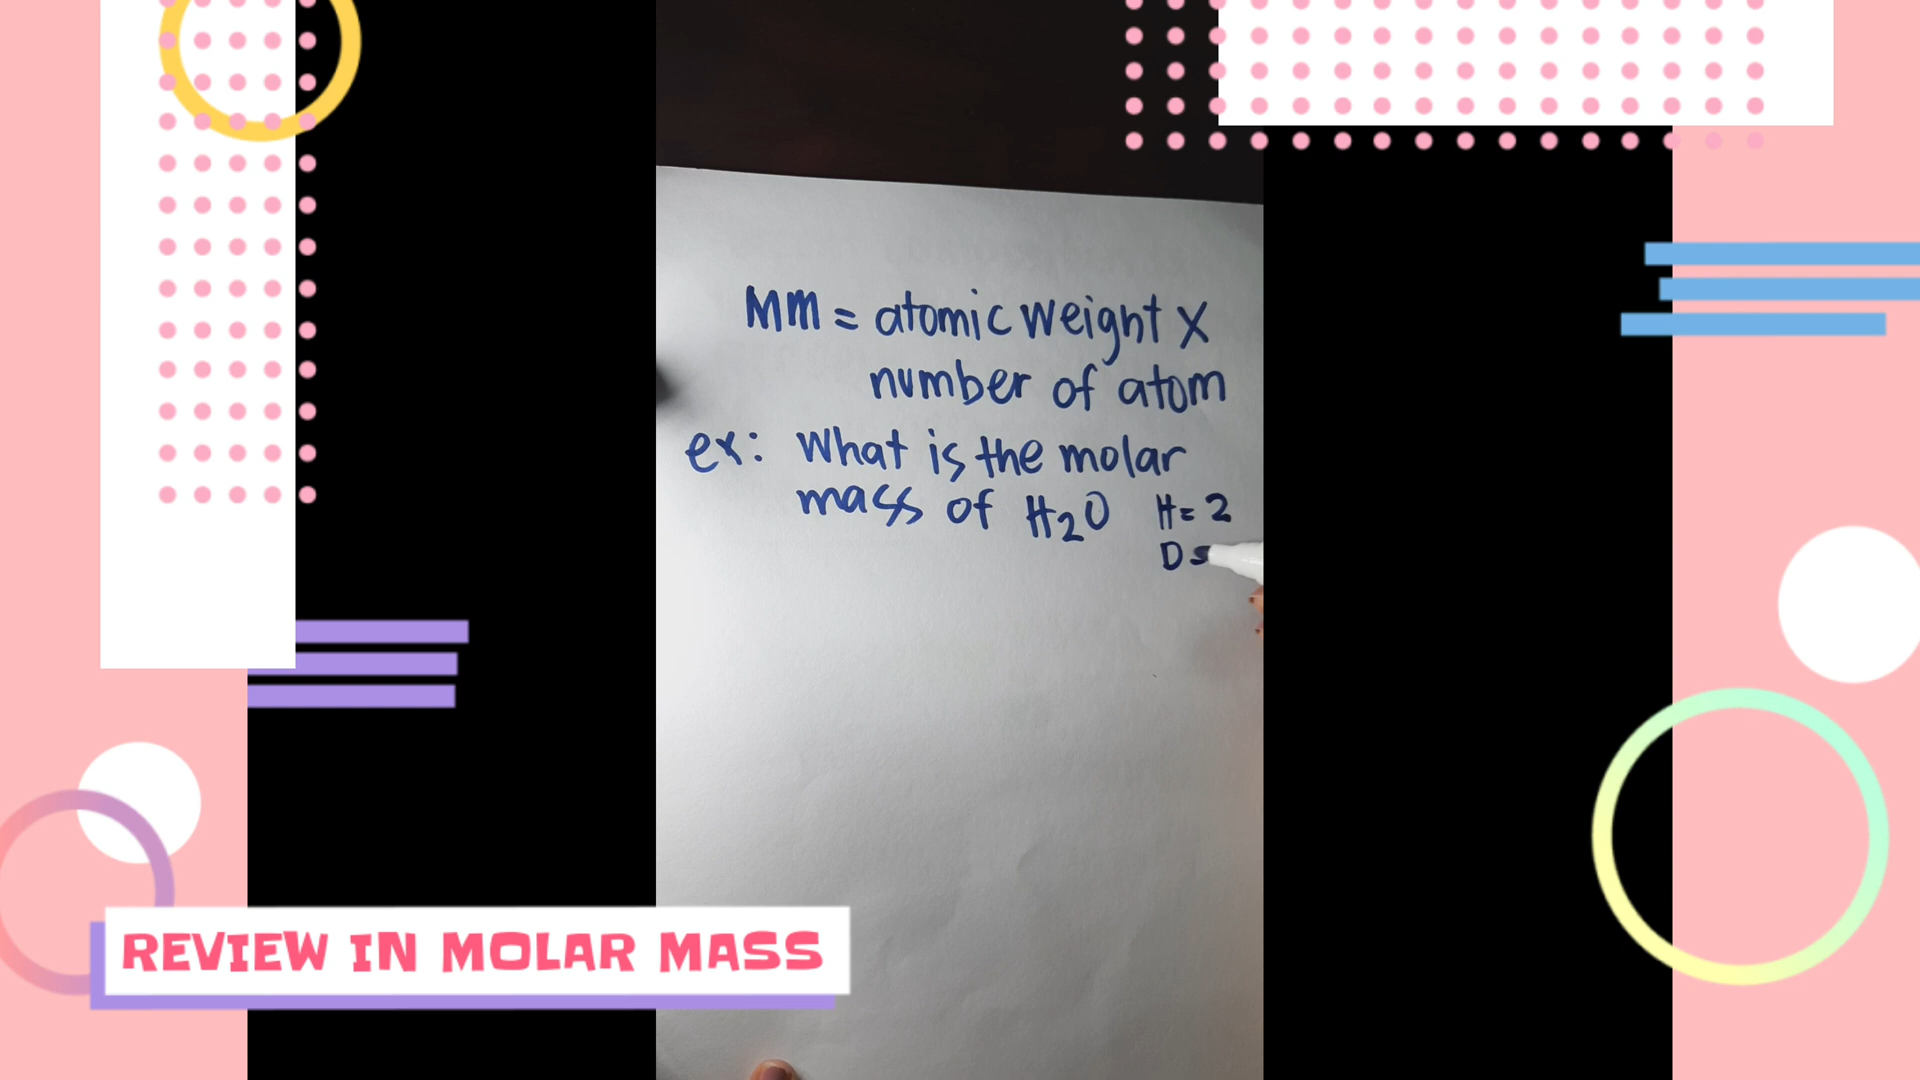 MM = atomic weight X
number of atom
ex: What is the molar
mass of H₂O H= 2
O =
REVIEW IN MOLAR MASS